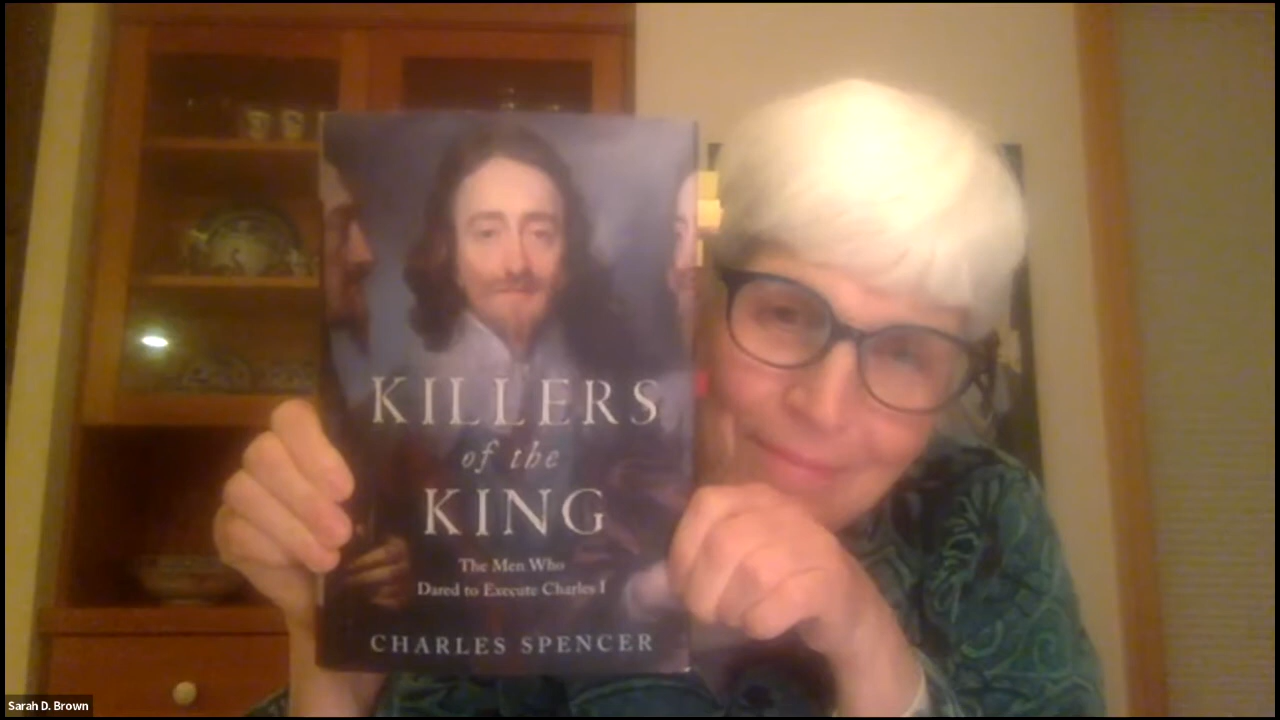 KILLERS
of the
KING
The Men Who
Dared to Execute Charles I
CHARLES SPENCER
Sarah D. Brown